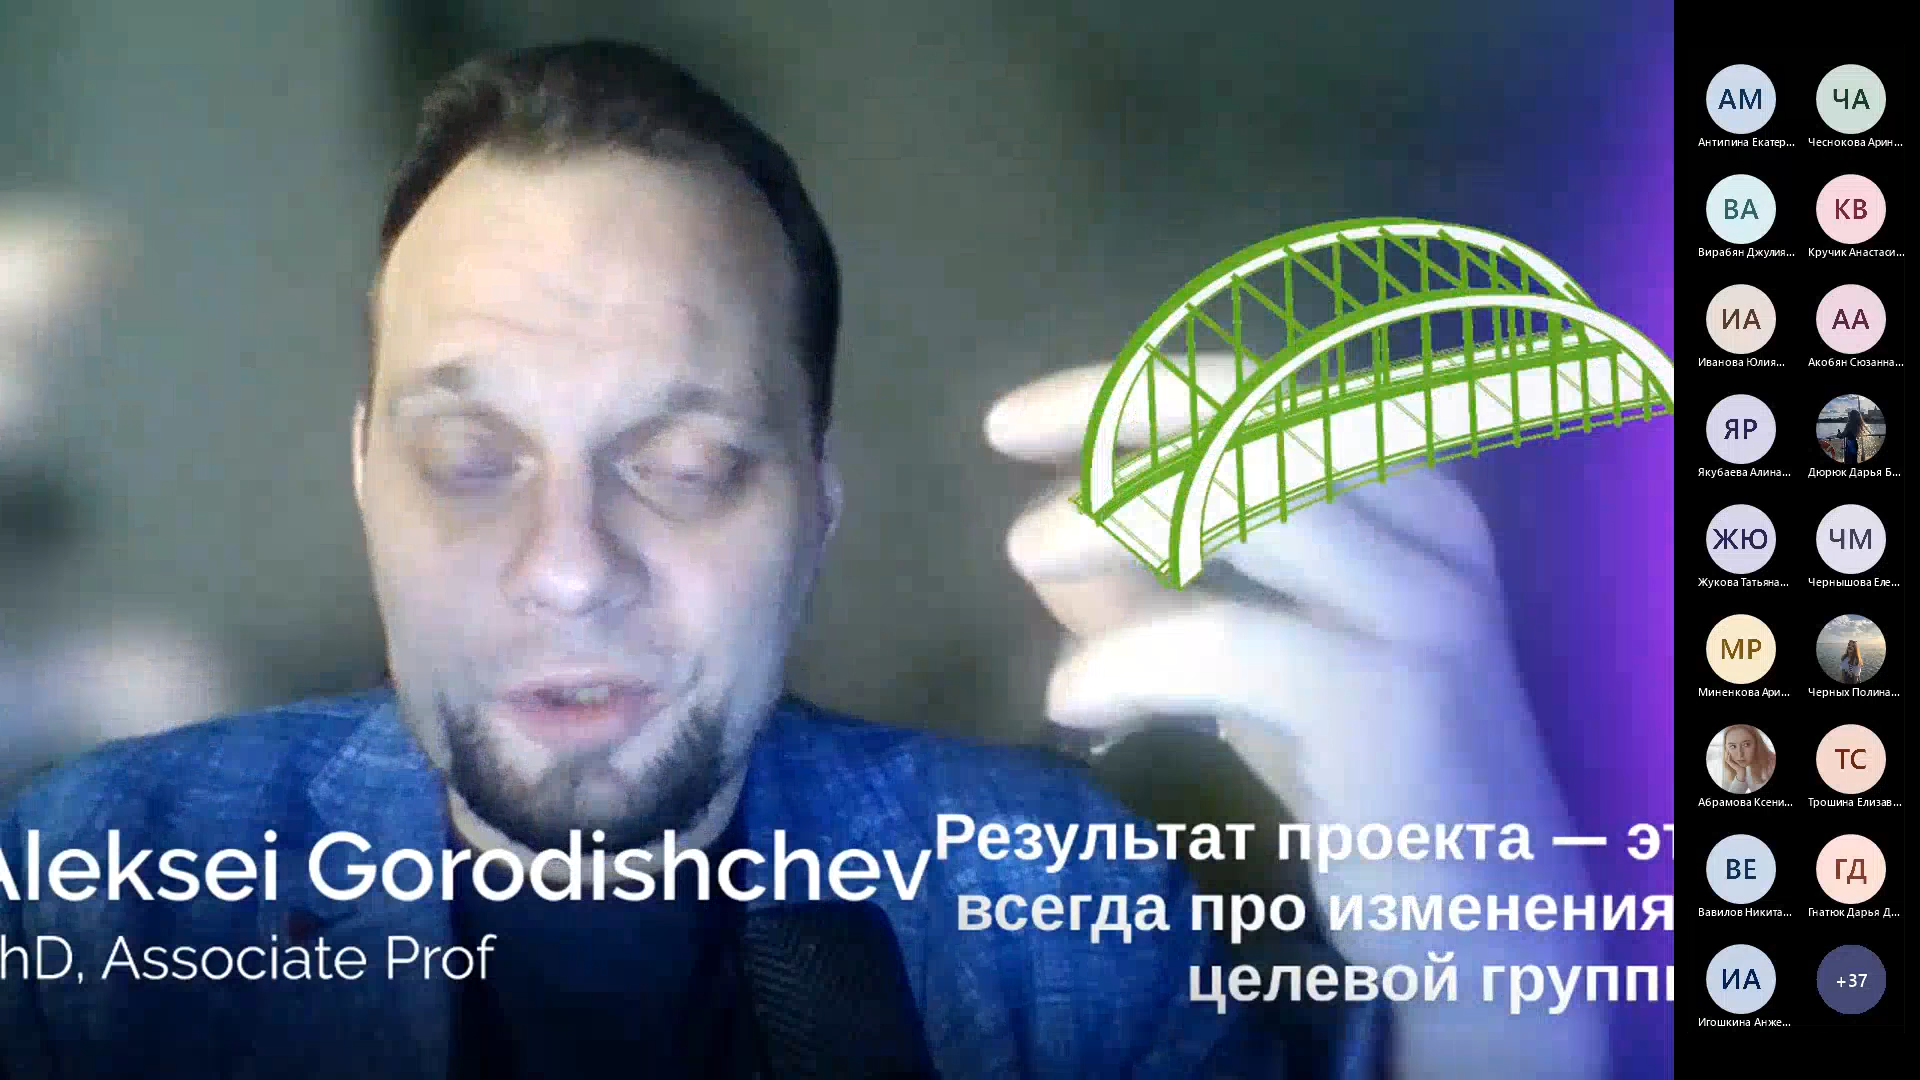 Aleksei Gorodishchev
hD, Associate Prof
Результат проекта — эт
всегда про изменения
целевой групп
АМ
Антипина Екатер...
ЧА
Чеснокова Арин...
ВА
Вирабян Джулия...
КВ
Кручик Анастаси...
ИА
Иванова Юлия...
АА
Акобян Сюзанна...
ЯР
Якубаева Алина...
Дюрюк Дарья Б...
ЖЮ
Жукова Татьяна...
ЧМ
Чернышова Еле...
МР
Миненкова Ари...
Черных Полина...
Абрамова Ксени...
ТС
Трошина Елизав...
ВЕ
Вавилов Никита...
ГД
Гнатюк Дарья Д...
ИА
Игошкина Анже...
+37